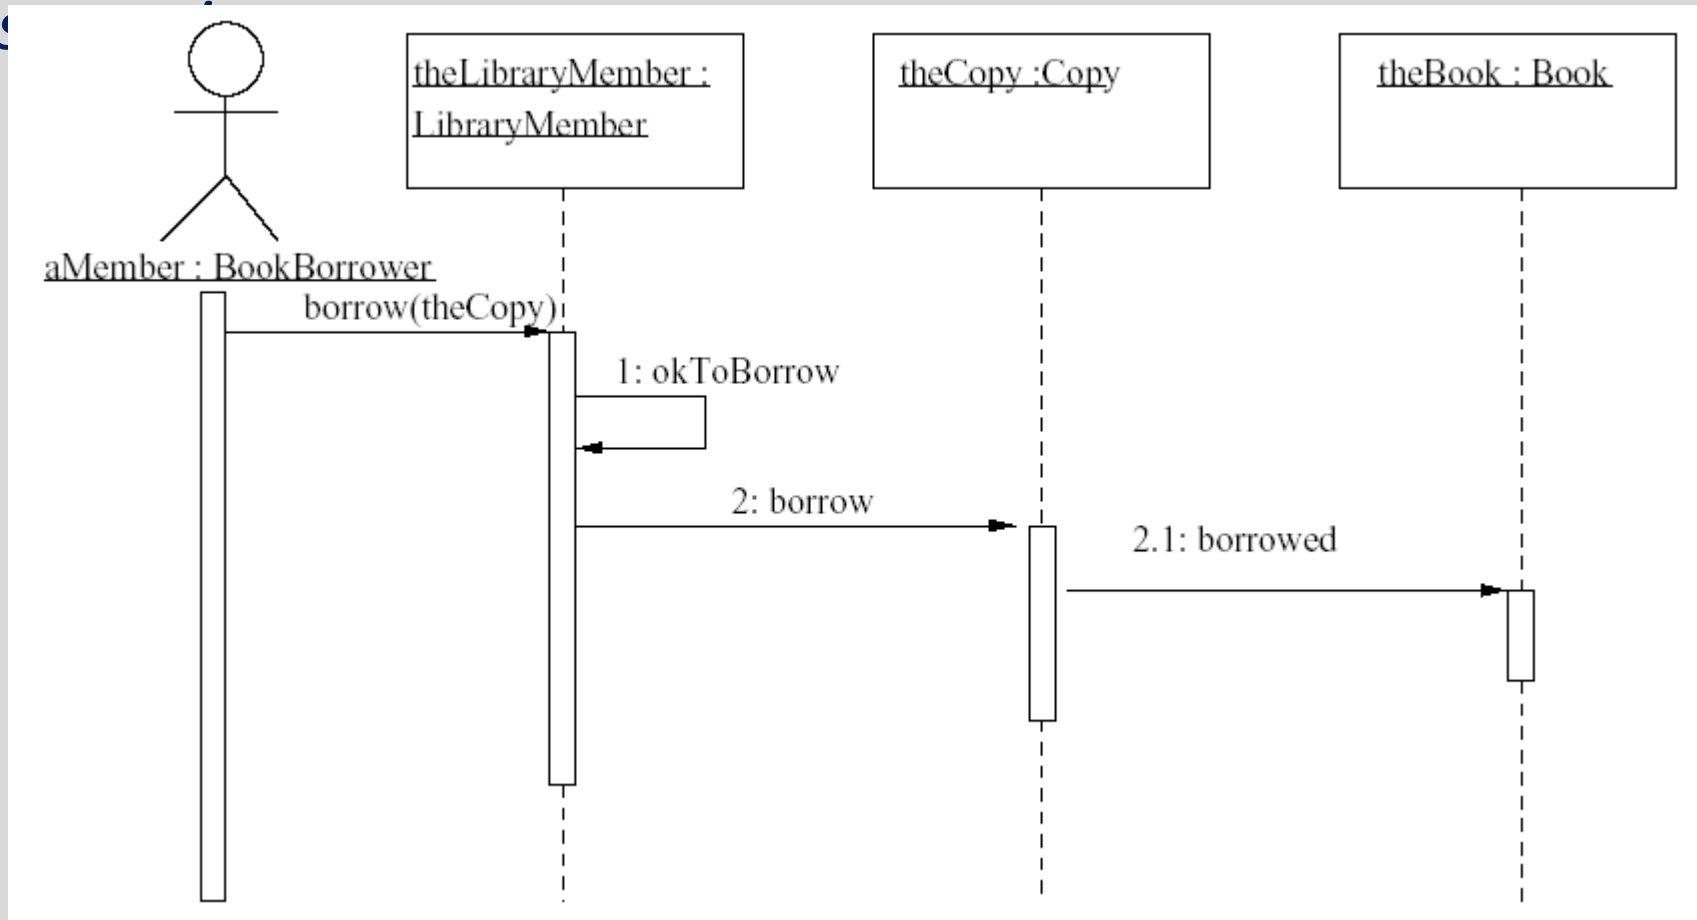 theLibraryMember :
LibraryMember
theCopy :Copy
theBook : Book
aMember : BookBorrower
borrow(theCopy)
1: okToBorrow
2: borrow
2.1: borrowed